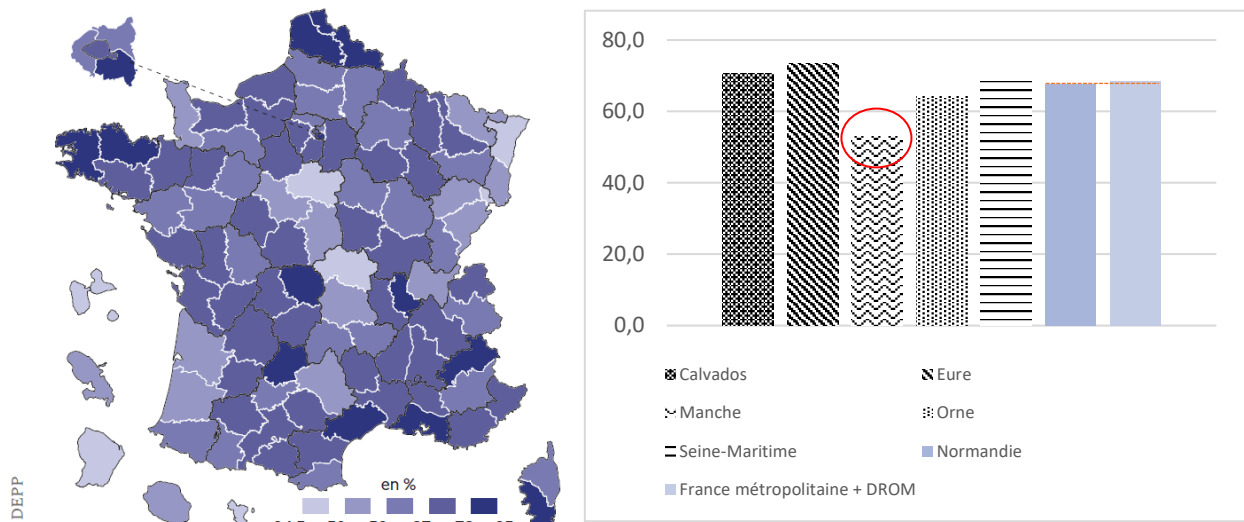 DEPP
en %
80,0
60,0
40,0
20,0
0,0
Calvados
Eure
Manche
Orne
Seine-Maritime
Normandie
France métropolitaine + DROM